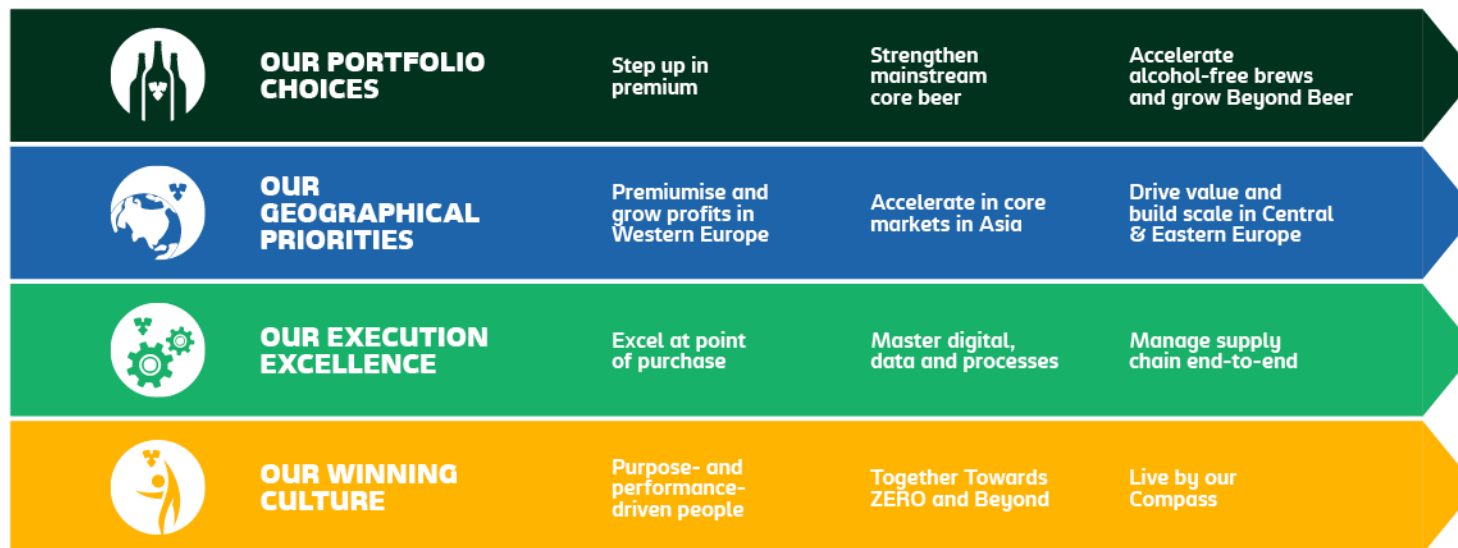 OUR PORTFOLIO
CHOICES
Step up in
premium
Strengthen
mainstream
core beer
Accelerate
alcohol-free brews
and grow Beyond Beer
OUR
GEOGRAPHICAL
PRIORITIES
Premiumise and
grow profits in
Western Europe
Accelerate in core
markets in Asia
Drive value and
build scale in Central
& Eastern Europe
OUR EXECUTION
EXCELLENCE
Excel at point
of purchase
Master digital,
data and processes
Manage supply
chain end-to-end
OUR WINNING
CULTURE
Purpose- and
performance-
driven people
Together Towards
ZERO and Beyond
Live by our
Compass